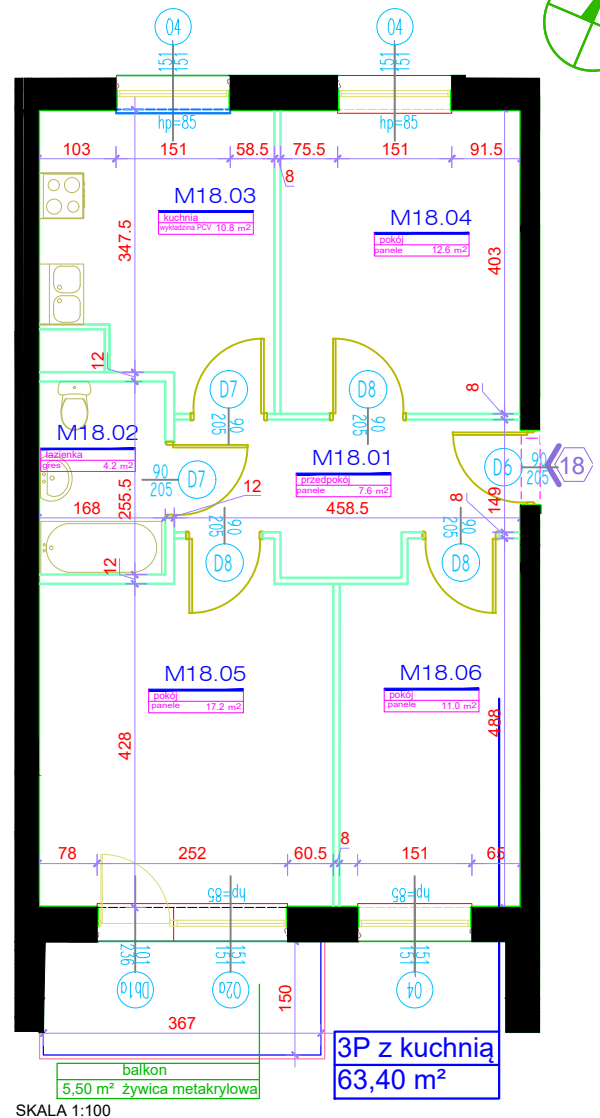 04
04
151
151
151
151
hp=85
hp=85
103
151
58.5
75.5
151
91.5
8
M18.03
kuchnia
wykładzina PCV 10.8 m²
M18.04
pokój
panele 12.6 m²
347.5
403
12
8
D7
90
205
D8
90
205
M18.02
łazienka
gres 4.2 m²
90
205
D7
M18.01
przedpokój
panele 7.6 m²
D6
90
205
18
168
255.5
12
458.5
8
149
12
90
205
D8
90
205
D8
M18.05
pokój
panele 17.2 m²
M18.06
pokój
panele 11.0 m²
428
488
78
252
60.5
8
151
65
hp=85
hp=85
101
236
151
151
151
151
Db1a
02a
04
150
367
3P z kuchnią
63,40 m²
balkon
5,50 m² żywica metakrylowa
SKALA 1:100